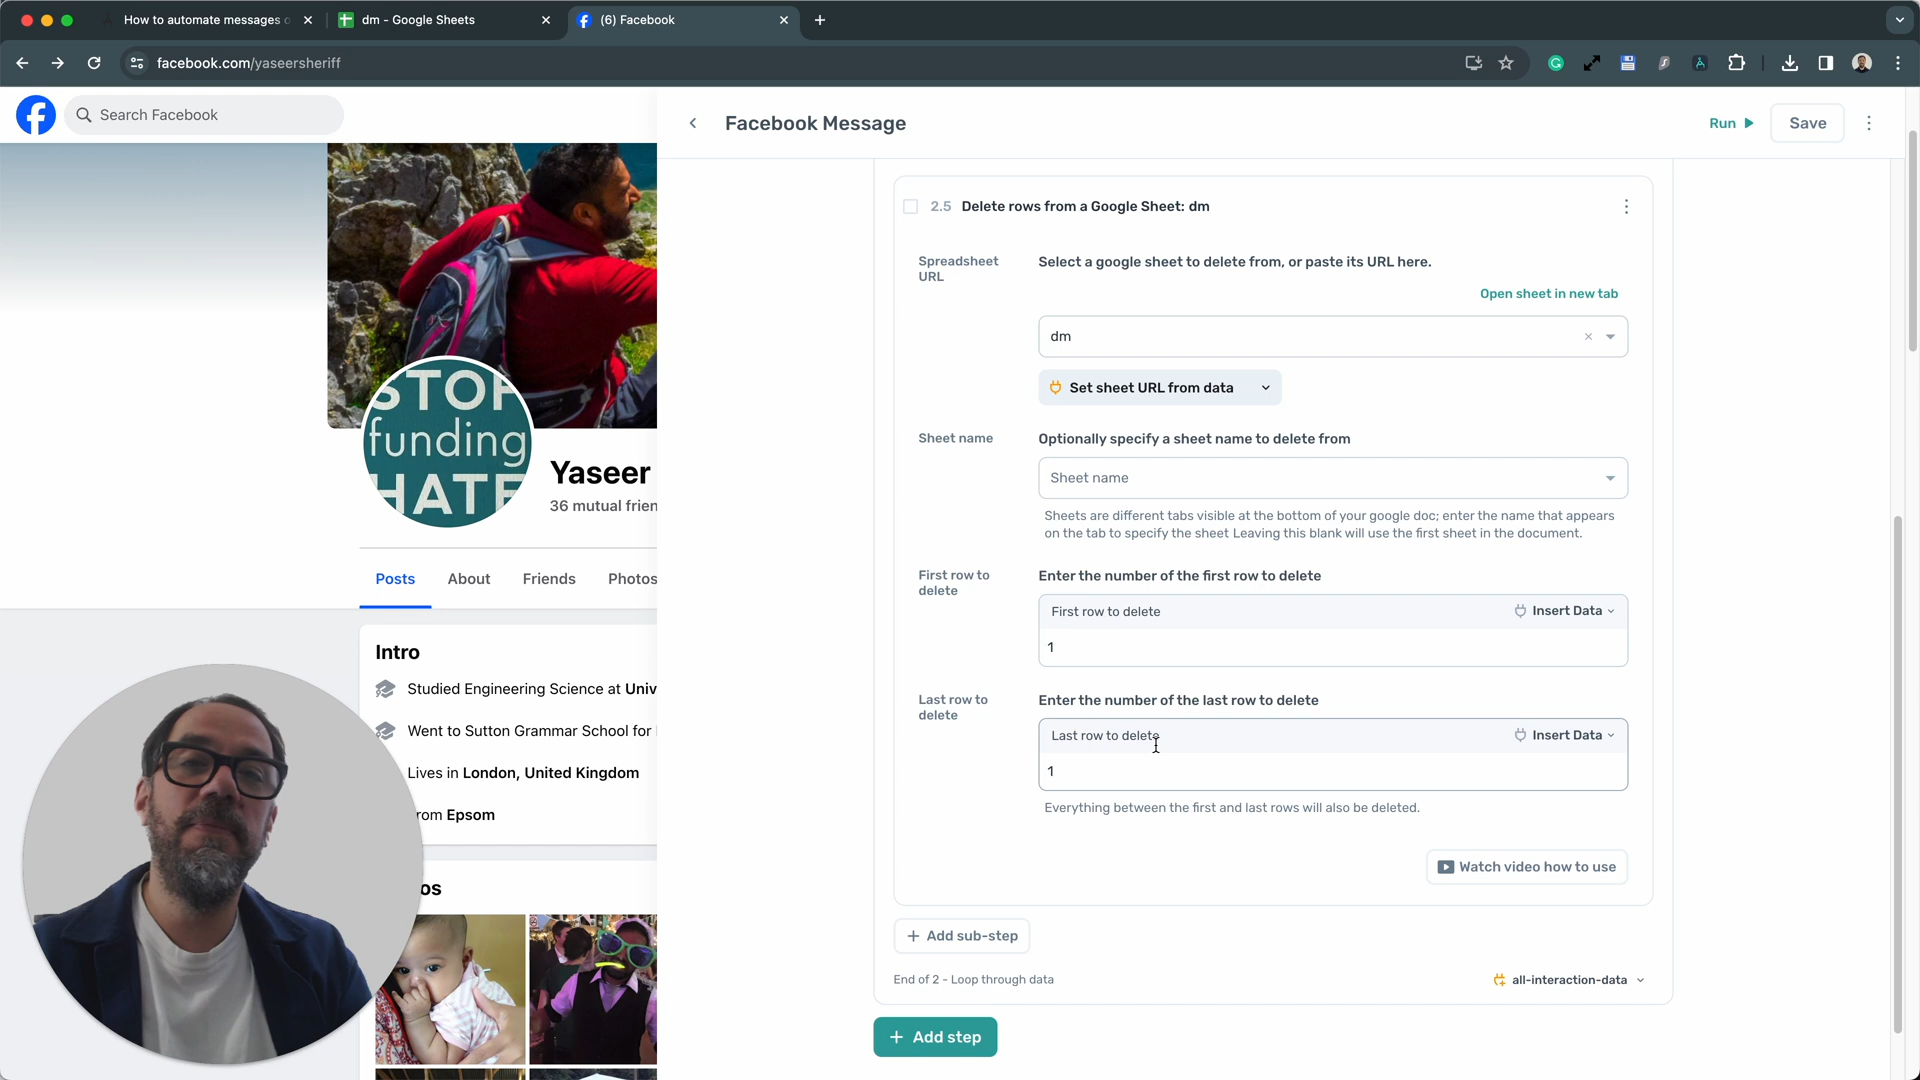 How to automate messages o
dm - Google Sheets
(6) Facebook
facebook.com/yaseersheriff
Search Facebook
Facebook Message
Run
Save
2.5 Delete rows from a Google Sheet: dm
Spreadsheet
URL
Select a google sheet to delete from, or paste its URL here.
Open sheet in new tab
dm
Set sheet URL from data
Sheet name
Optionally specify a sheet name to delete from
Sheet name
Sheets are different tabs visible at the bottom of your google doc; enter the name that appears
on the tab to specify the sheet Leaving this blank will use the first sheet in the document.
First row to
delete
Enter the number of the first row to delete
First row to delete
Insert Data
1
Last row to
delete
Enter the number of the last row to delete
Last row to delete
Insert Data
1
Everything between the first and last rows will also be deleted.
Watch video how to use
+ Add sub-step
End of 2 - Loop through data
all-interaction-data
+ Add step
STOP
funding
HATE
Yaseer
36 mutual frien
Posts
About
Friends
Photos
Intro
Studied Engineering Science at Univ
Went to Sutton Grammar School for
Lives in London, United Kingdom
rom Epsom
os